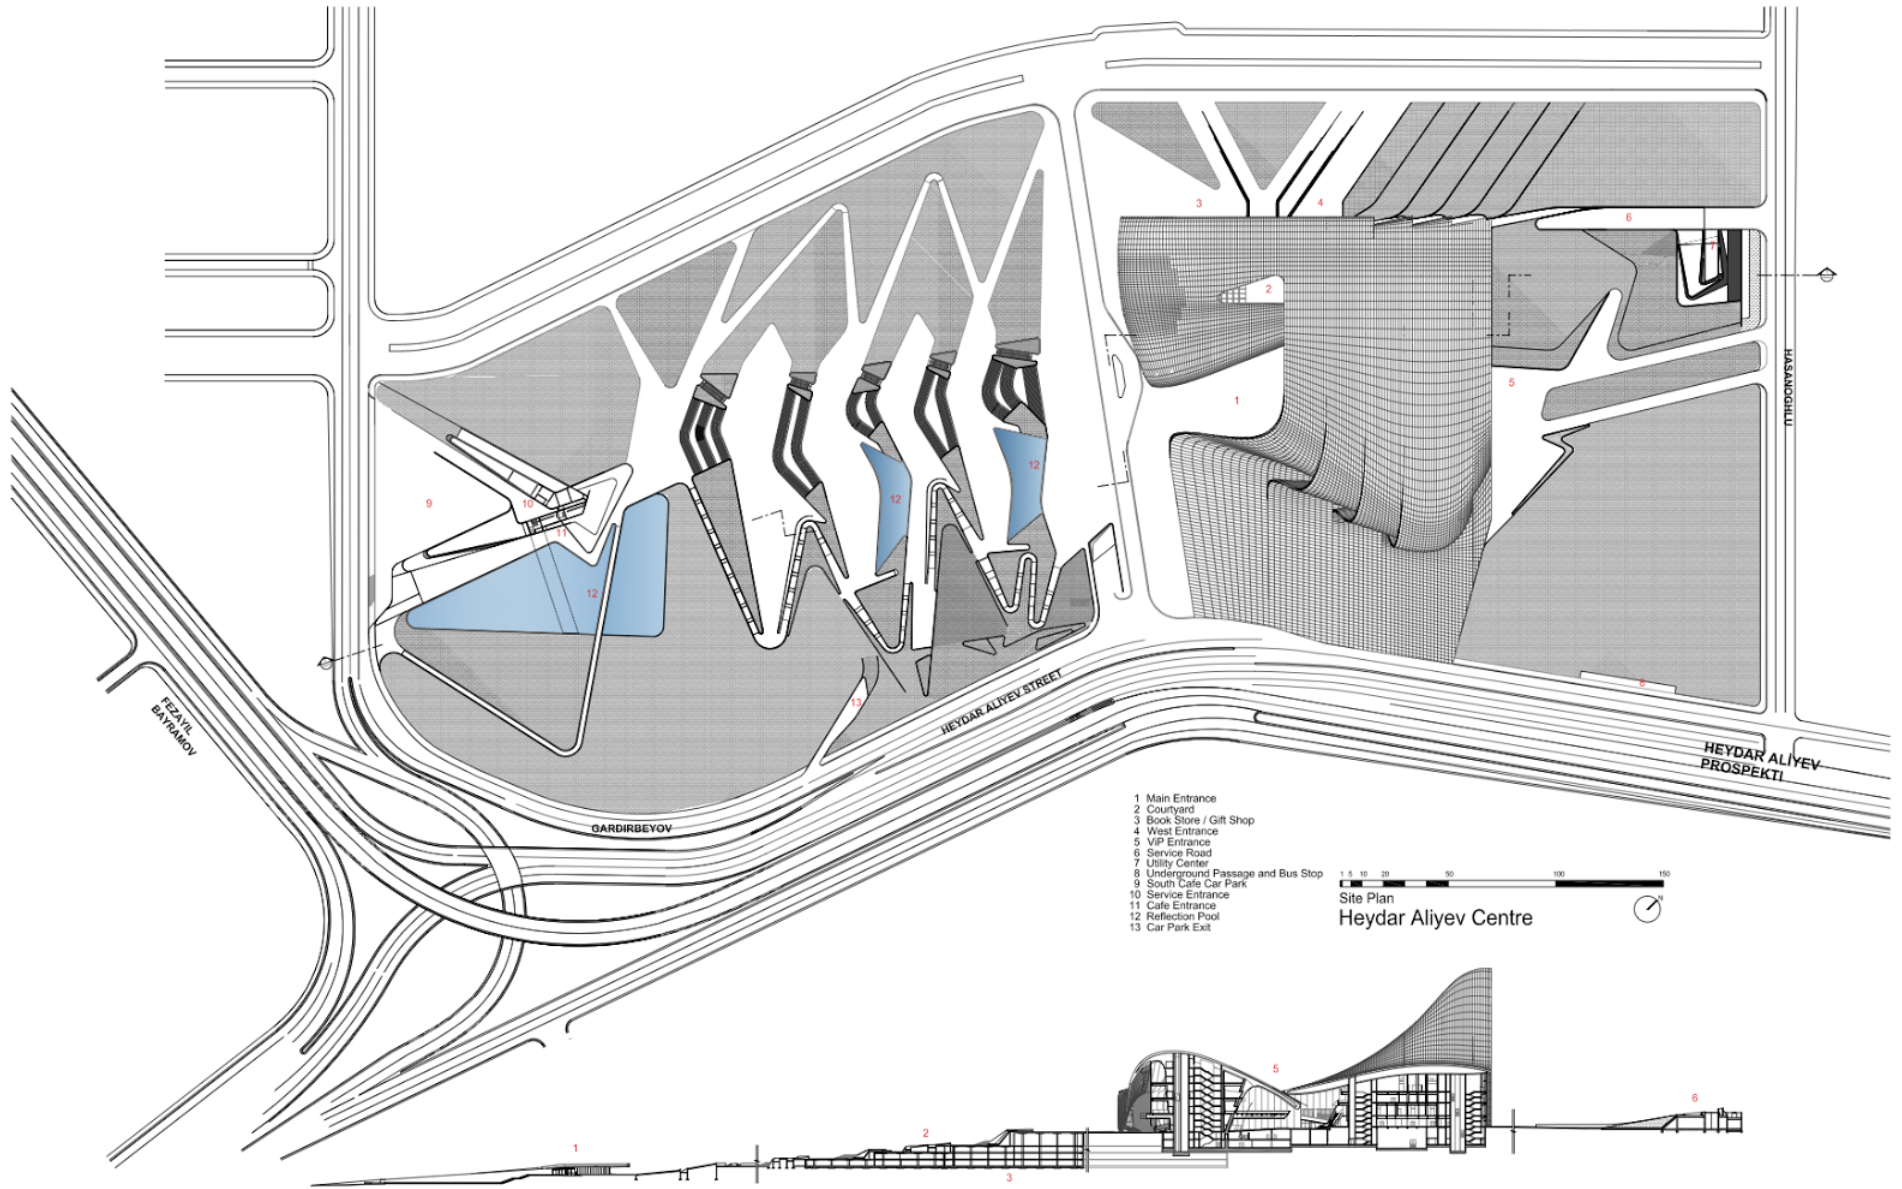 3
4
6
7
2
HASANOGHLU
5
1
12
12
9
10
11
12
8
HEYDAR ALIYEV STREET
13
FEZAYIL
BAYRAMOV
HEYDAR ALİYEV
PROSPEKTI
GARDIRBEYOV
1 Main Entrance
2 Courtyard
3 Book Store / Gift Shop
4 West Entrance
5 ViP Entrance
6 Service Road
7 Utility Center
8 Underground Passage and Bus Stop
9 South Cafe Car Park
10 Service Entrance
11 Cafe Entrance
12 Reflection Pool
13 Car Park Exit
1 5 10 20 50 100 150
Site Plan
Heydar Aliyev Centre
N
5
6
2
1
3